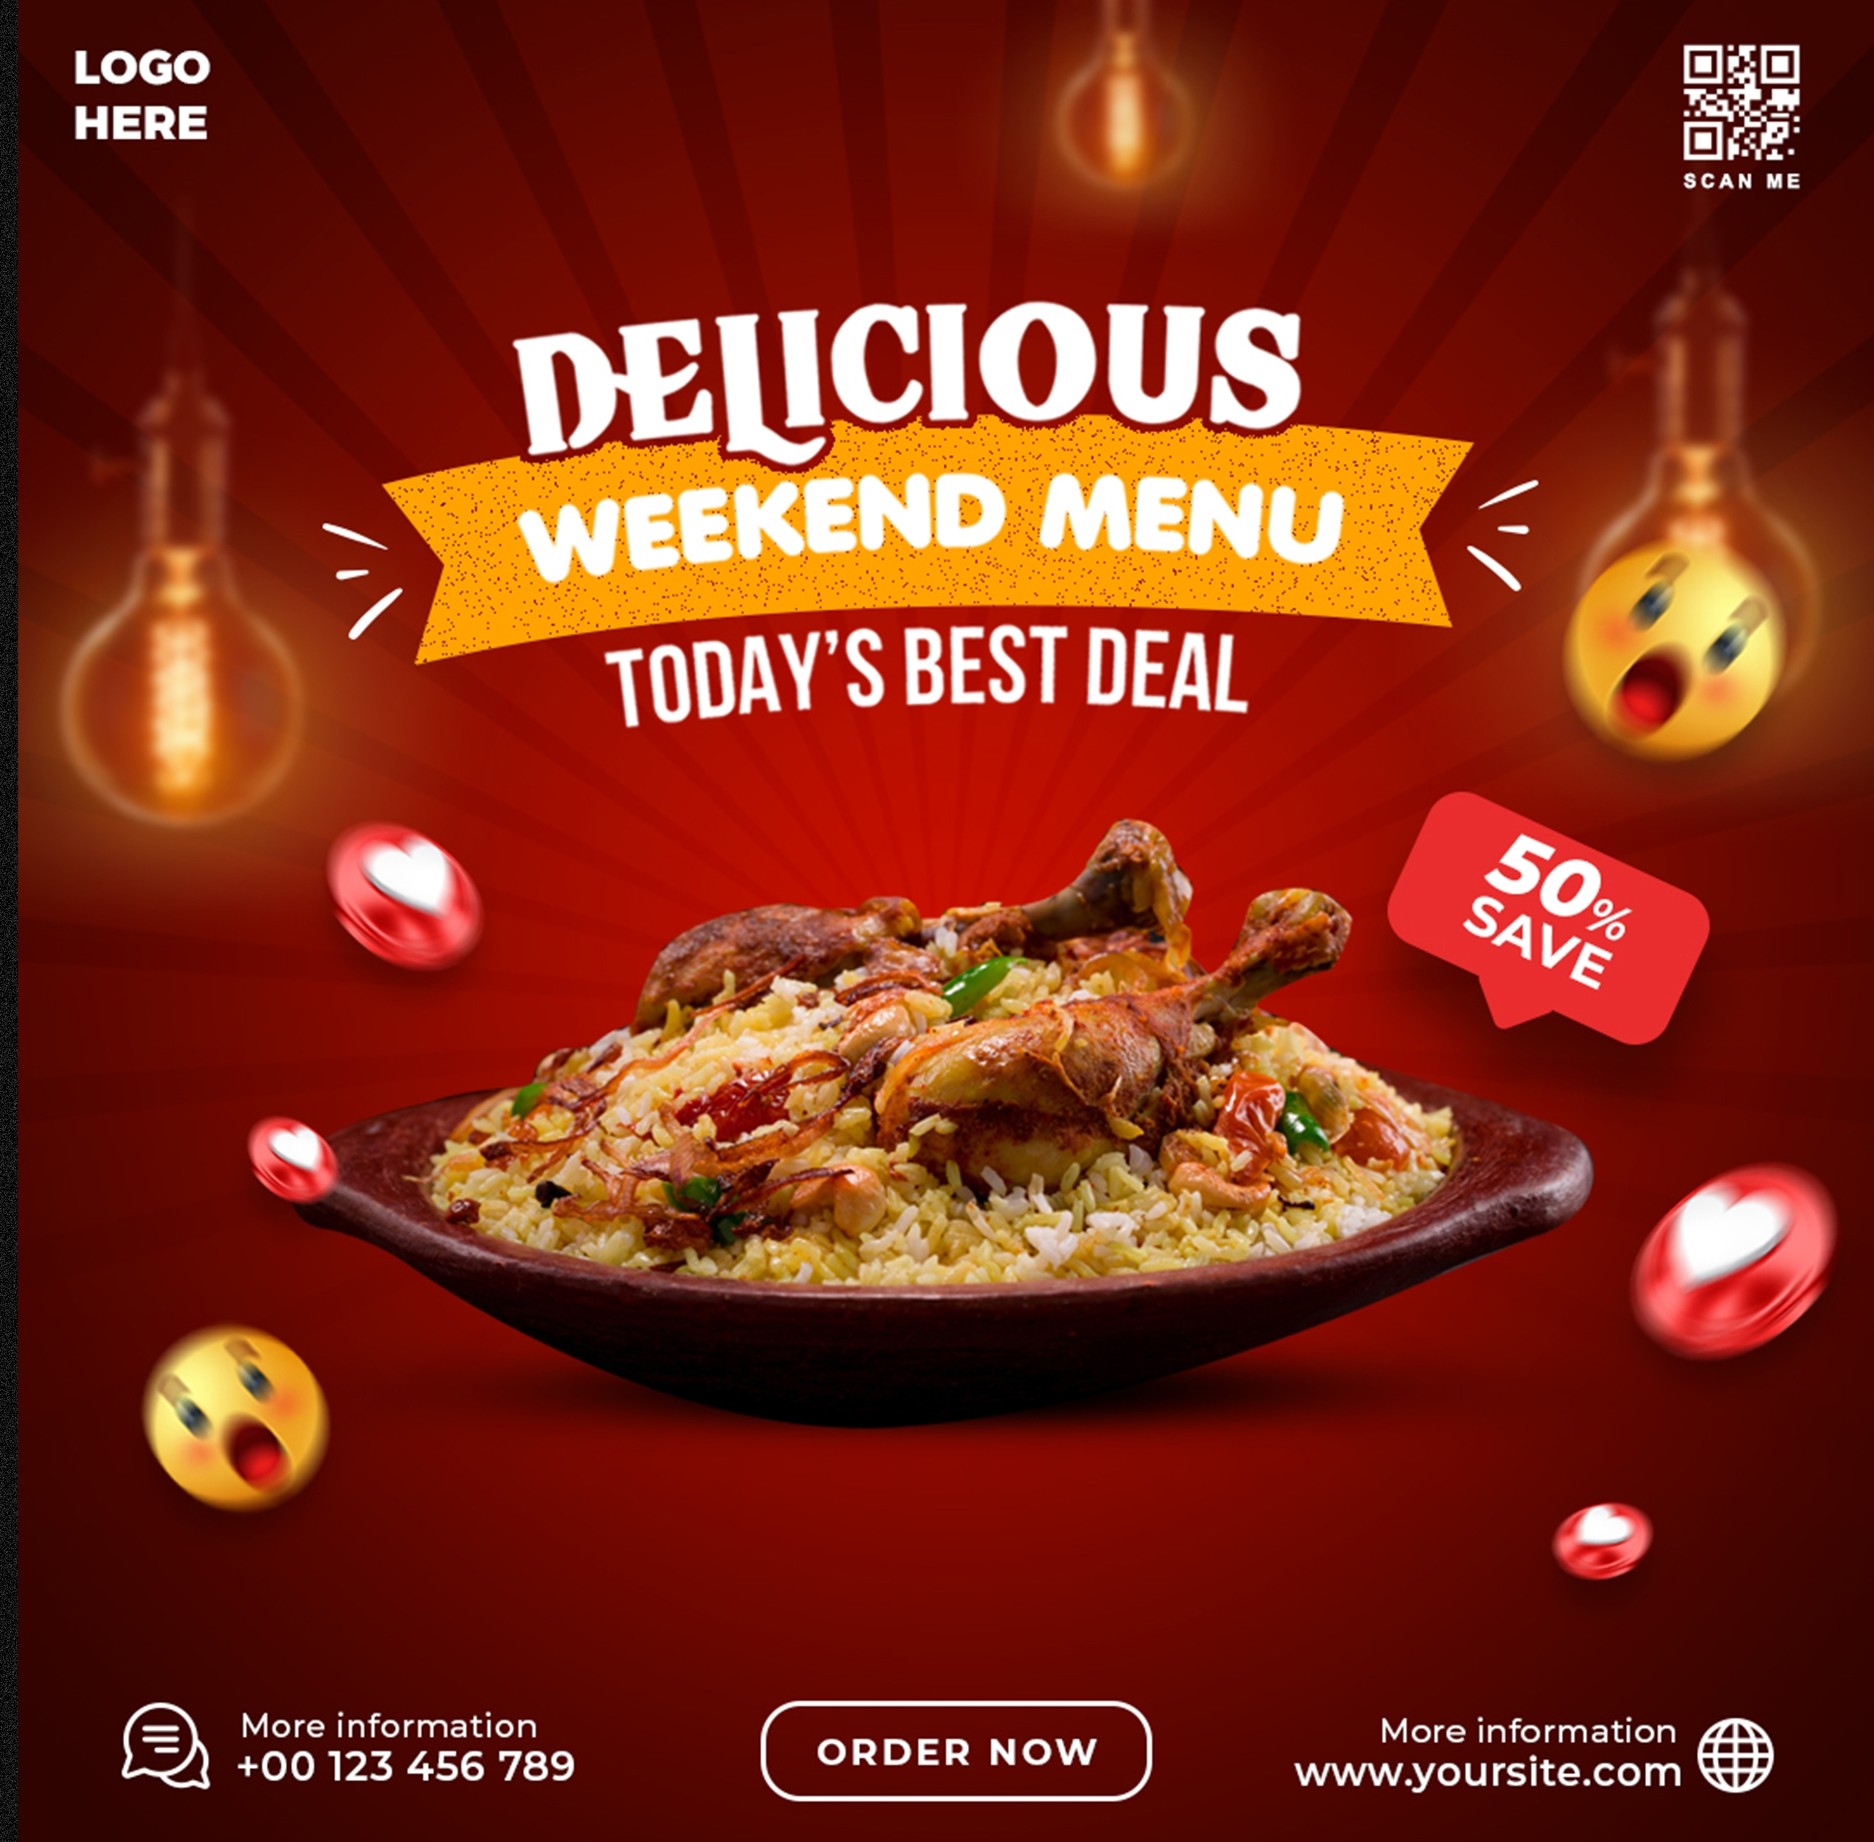 LOGO
HERE
SCAN ME
DELICIOUS
WEEKEND MENU
TODAY'S BEST DEAL
50%
SAVE
More information
+00 123 456 789
ORDER NOW
More information
www.yoursite.com